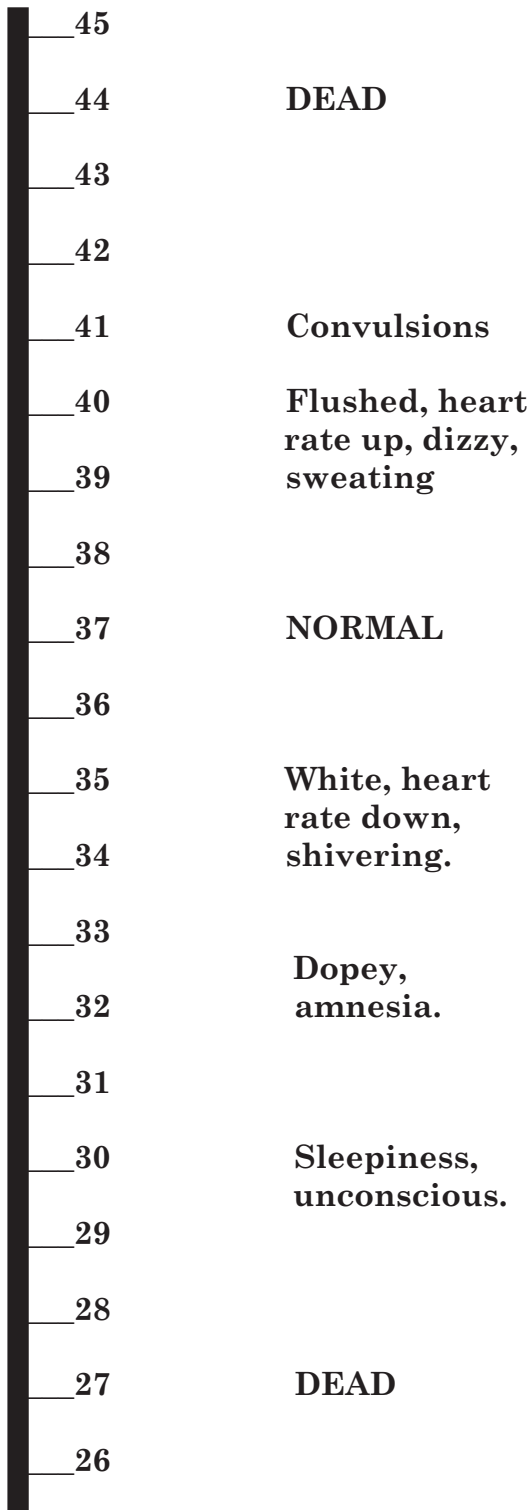 45
44 DEAD
43
42
41 Convulsions
40 Flushed, heart
rate up, dizzy,
39 sweating
38
37 NORMAL
36
35 White, heart
rate down,
34 shivering.
33
Dopey,
32 amnesia.
31
30 Sleepiness,
unconscious.
29
28
27 DEAD
26